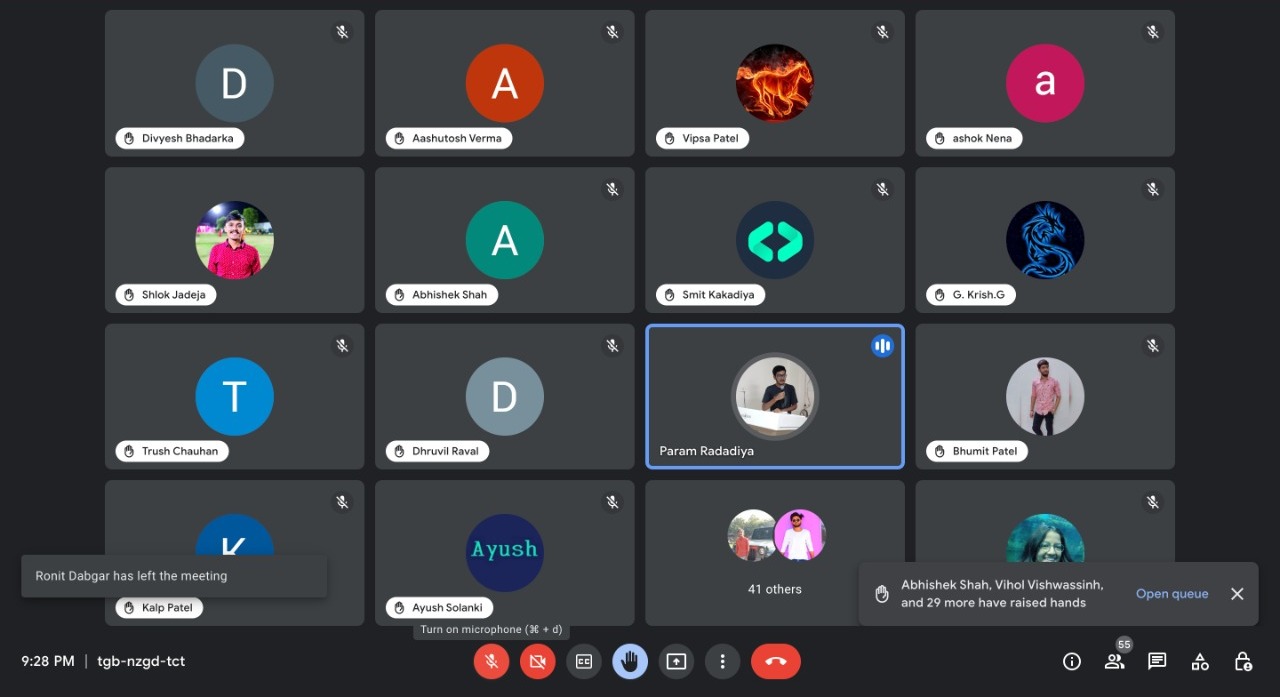 D
A
a
Divyesh Bhadarka
Aashutosh Verma
Vipsa Patel
ashok Nena
A
Shlok Jadeja
Abhishek Shah
Smit Kakadiya
G. Krish.G
T
D
Trush Chauhan
Dhruvil Raval
Param Radadiya
Bhumit Patel
K
Ayush
Ronit Dabgar has left the meeting
41 others
Abhishek Shah, Vihol Vishwassinh,
and 29 more have raised hands
Open queue
Kalp Patel
Ayush Solanki
Turn on microphone (⌘ + d)
9:28 PM | tgb-nzgd-tct
CC
55